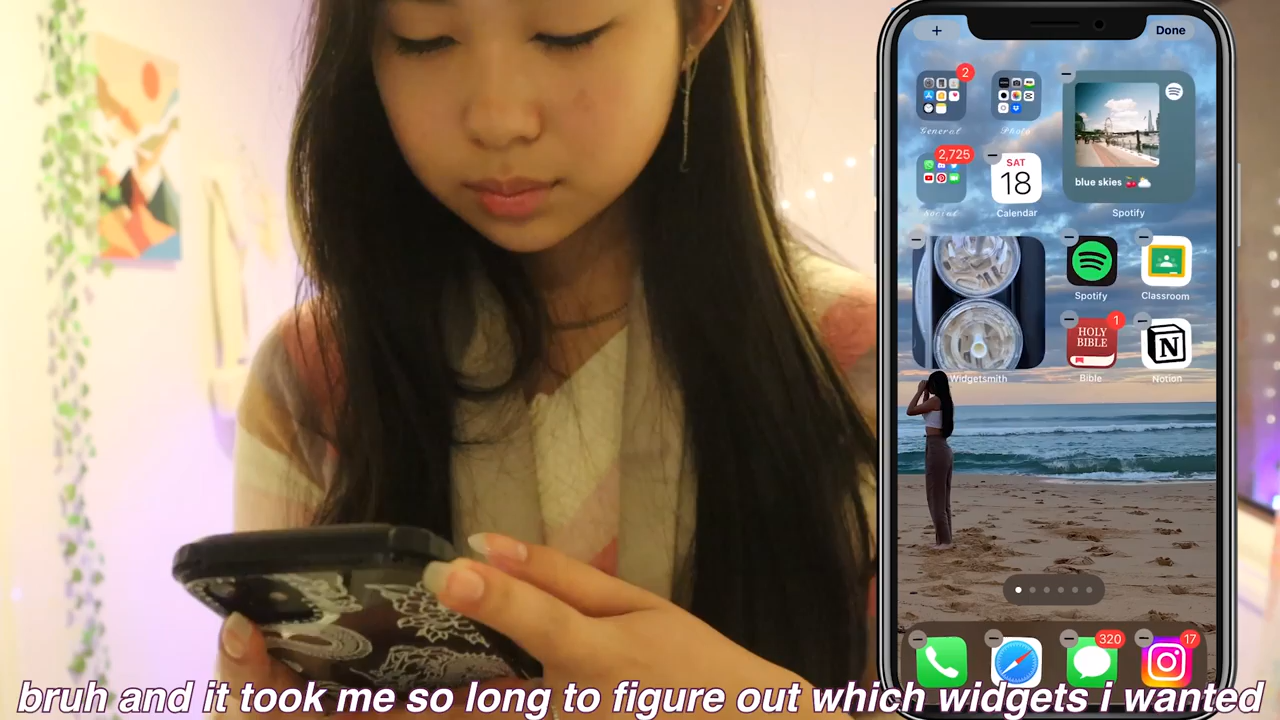 +
Done
2
General
Photo
blue skies
2,725
Social
SAT
18
Calendar
Spotify
Spotify
Classroom
HOLY
BIBLE
1
N
Widgetsmith
Bible
Notion
320
17
bruh and it took me so long to figure out which widgets i wanted